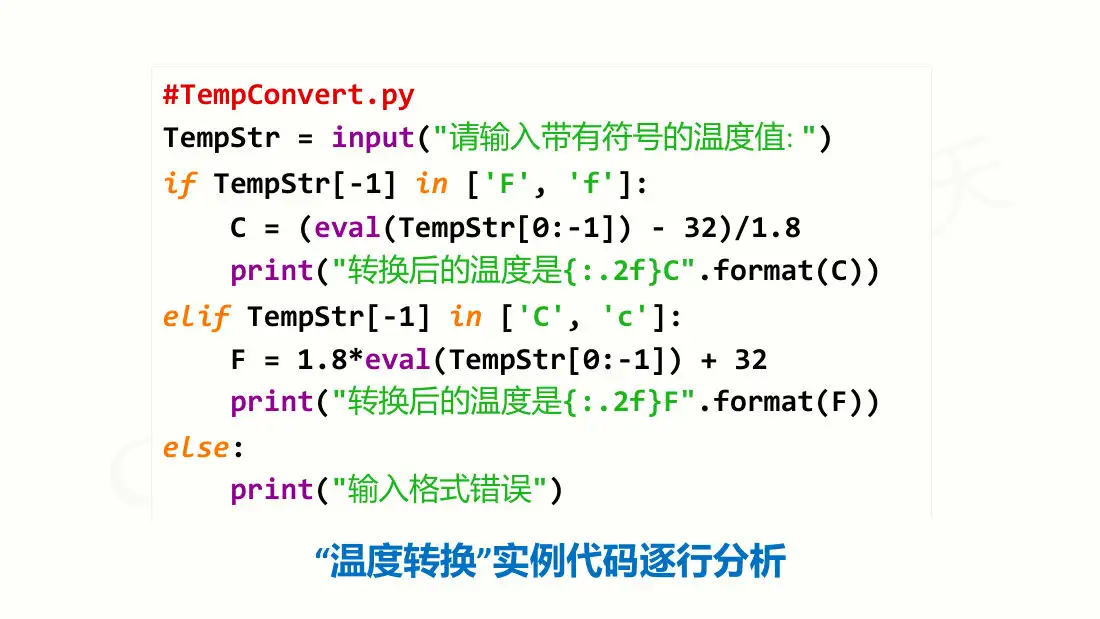 #TempConvert.py
TempStr = input("请输入带有符号的温度值: ")
if TempStr[-1] in ['F', 'f']:
    C = (eval(TempStr[0:-1]) - 32)/1.8
    print("转换后的温度是{:.2f}C".format(C))
elif TempStr[-1] in ['C', 'c']:
    F = 1.8*eval(TempStr[0:-1]) + 32
    print("转换后的温度是{:.2f}F".format(F))
else:
    print("输入格式错误")
“温度转换”实例代码逐行分析